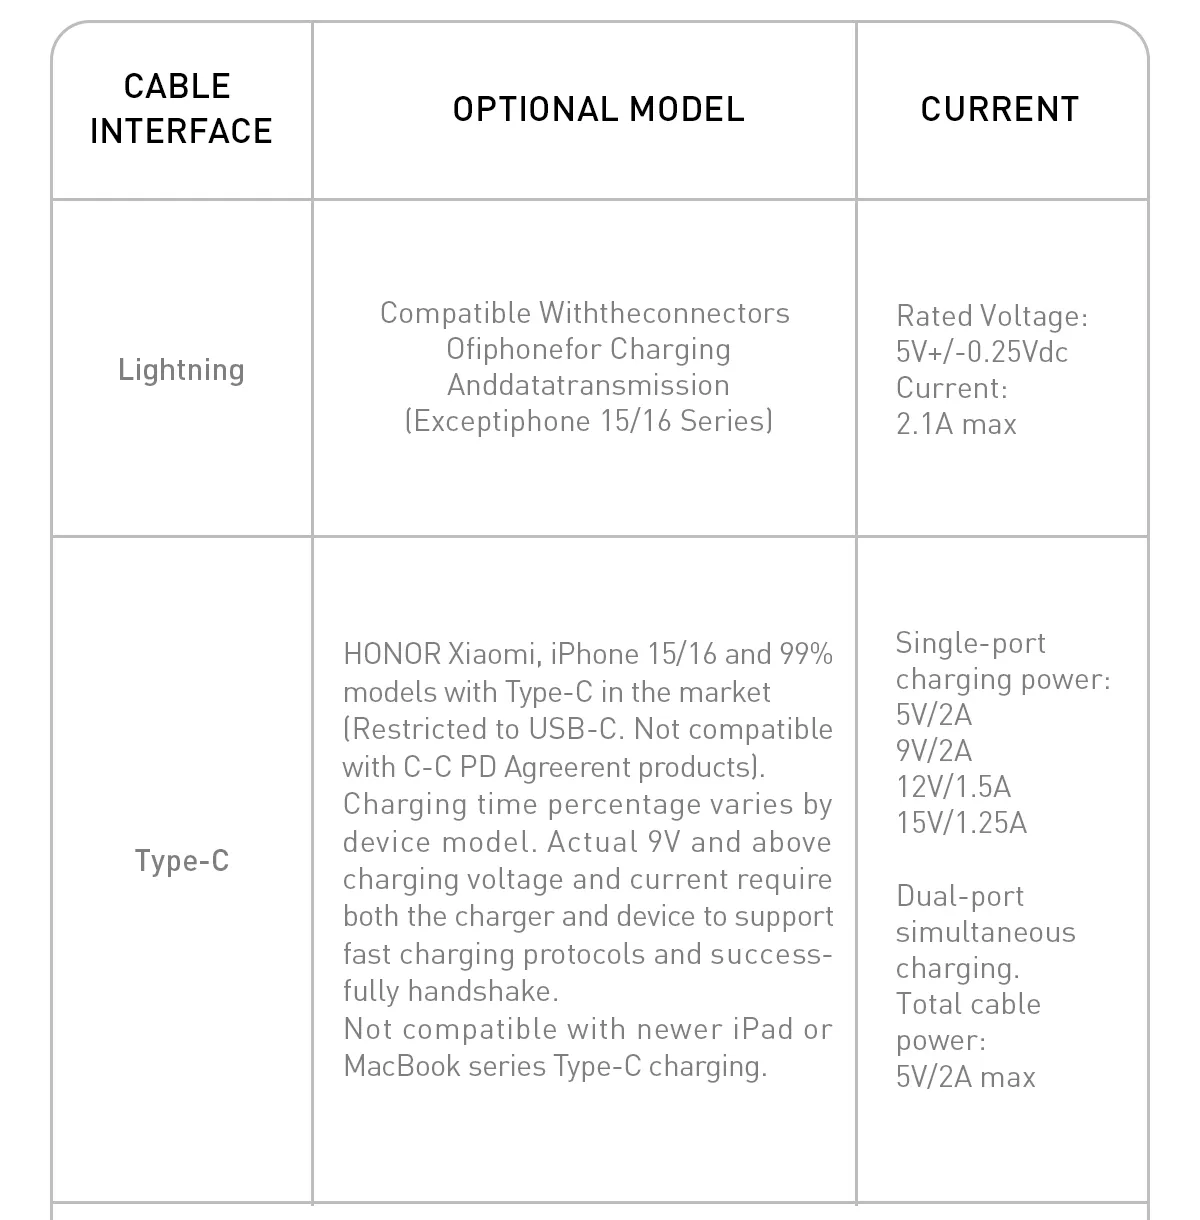 CABLE
INTERFACE
OPTIONAL MODEL
CURRENT
Lightning
Compatible Withtheconnectors
Ofiphonefor Charging
Anddatatransmission
(Exceptiphone 15/16 Series)
Rated Voltage:
5V+/-0.25Vdc
Current:
2.1A max
Type-C
HONOR Xiaomi, iPhone 15/16 and 99%
models with Type-C in the market
(Restricted to USB-C. Not compatible
with C-C PD Agreerent products).
Charging time percentage varies by
device model. Actual 9V and above
charging voltage and current require
both the charger and device to support
fast charging protocols and success-
fully handshake.
Not compatible with newer iPad or
MacBook series Type-C charging.
Single-port
charging power:
5V/2A
9V/2A
12V/1.5A
15V/1.25A
Dual-port
simultaneous
charging.
Total cable
power:
5V/2A max